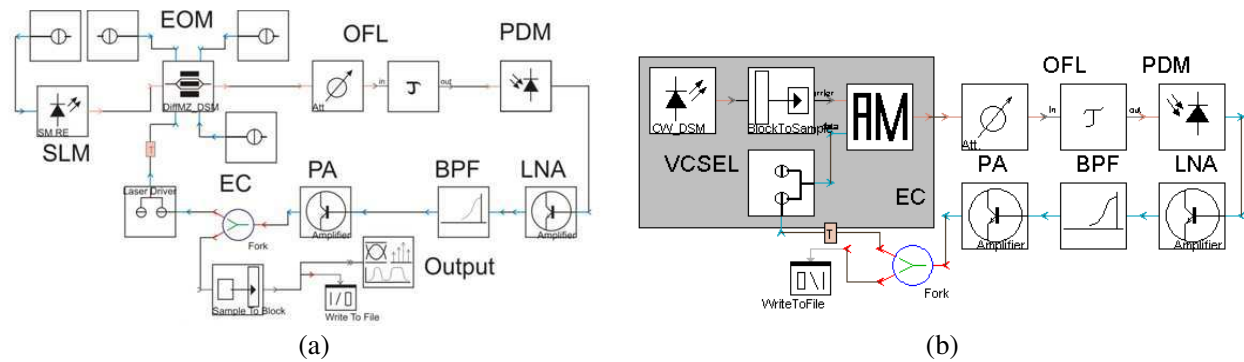 EOM
OFL
PDM
SM RE
SLM
DiffMZ_DSM
Att
in
τ
out
T
Laser Driver
EC
Fork
PA
Amplifier
BPF
LNA
Amplifier
Sample To Block
Output
I/O
Write To File
(a)
CW_DSM
BlockToSample
VCSEL
AM
EC
OFL
PDM
Att.
in
τ
out
PA
Amplifier
BPF
LNA
Amplifier
T
Fork
WriteToFile
(b)